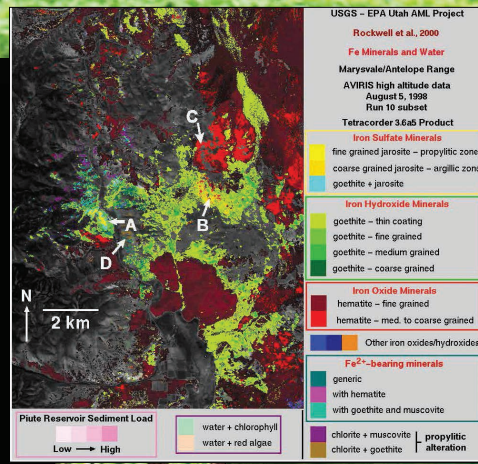 USGS – EPA Utah AML Project
Rockwell et al., 2000
Fe Minerals and Water
Marysvale/Antelope Range
AVIRIS high altitude data
August 5, 1998
Run 10 subset
Tetracorder 3.6a5 Product
Iron Sulfate Minerals
fine grained jarosite – propylitic zone
coarse grained jarosite – argillic zone
goethite + jarosite
Iron Hydroxide Minerals
goethite – thin coating
goethite – fine grained
goethite – medium grained
goethite – coarse grained
Iron Oxide Minerals
hematite – fine grained
hematite – med. to coarse grained
Other iron oxides/hydroxides
Fe2+–bearing minerals
generic
with hematite
with goethite and muscovite
chlorite + muscovite
chlorite + goethite
propylitic
alteration
C
A
B
D
N
2 km
Piute Reservoir Sediment Load
Low → High
water + chlorophyll
water + red algae